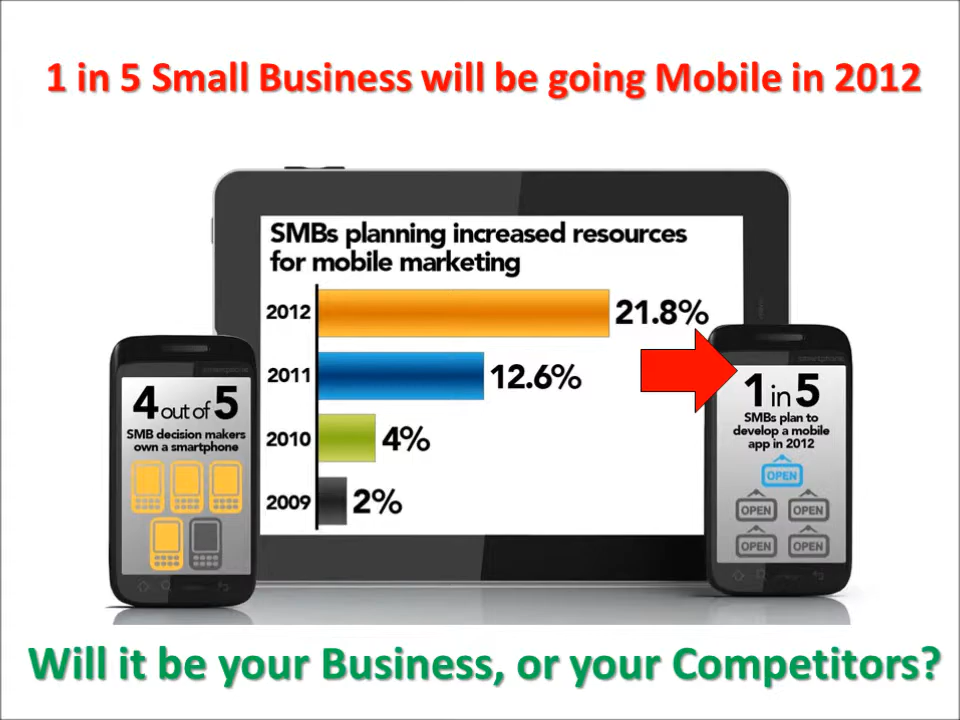 1 in 5 Small Business will be going Mobile in 2012
SMBs planning increased resources
for mobile marketing
2012 21.8%
2011 12.6%
2010 4%
2009 2%
smartphone
4 out of 5
SMB decision makers
own a smartphone
smartphone
1 in 5
SMBs plan to
develop a mobile
app in 2012
OPEN
OPEN OPEN
OPEN OPEN
Will it be your Business, or your Competitors?